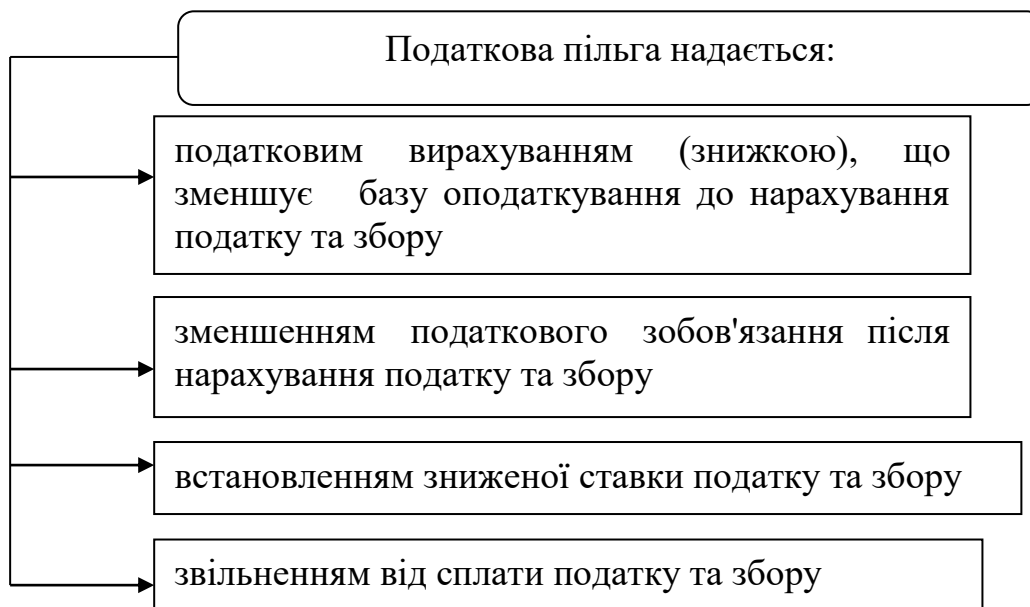 Податкова пільга надається:
податковим вирахуванням (знижкою), що
зменшує базу оподаткування до нарахування
податку та збору
зменшенням податкового зобов'язання після
нарахування податку та збору
встановленням зниженої ставки податку та збору
звільненням від сплати податку та збору